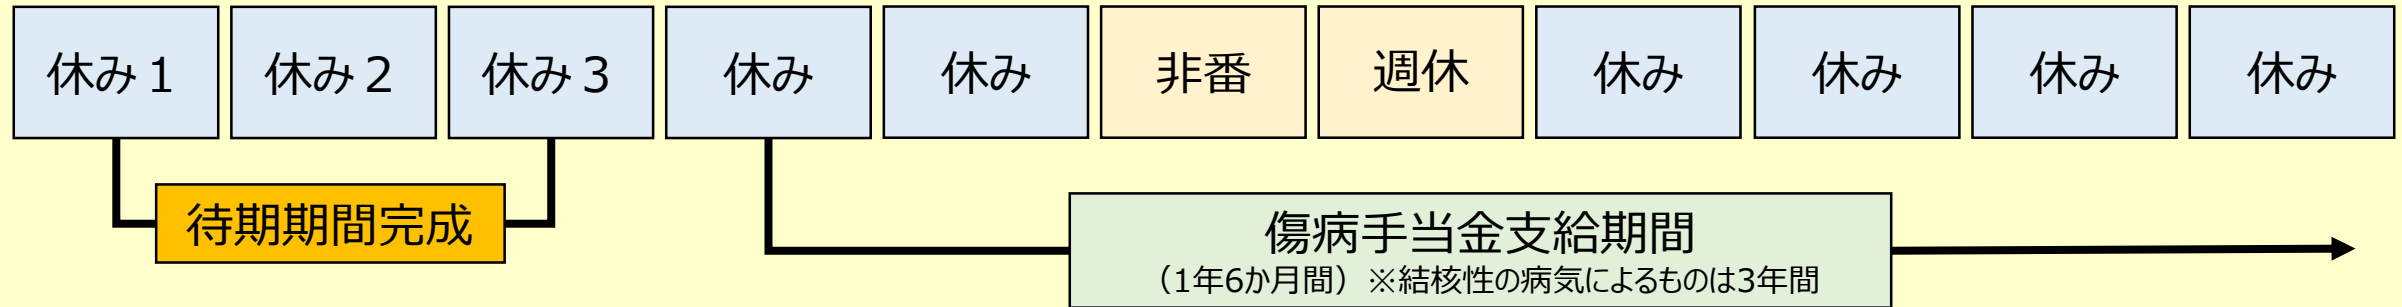 休み１
休み２
休み３
休み
休み
非番
週休
休み
休み
休み
休み
待期期間完成
傷病手当金支給期間
（1年6か月間）※結核性の病気によるものは3年間